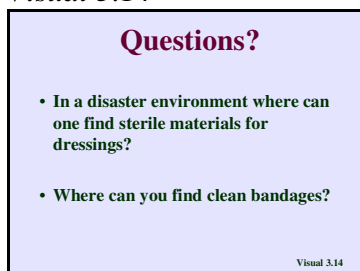 Questions?
• In a disaster environment where can
one find sterile materials for
dressings?
• Where can you find clean bandages?
Visual 3.14